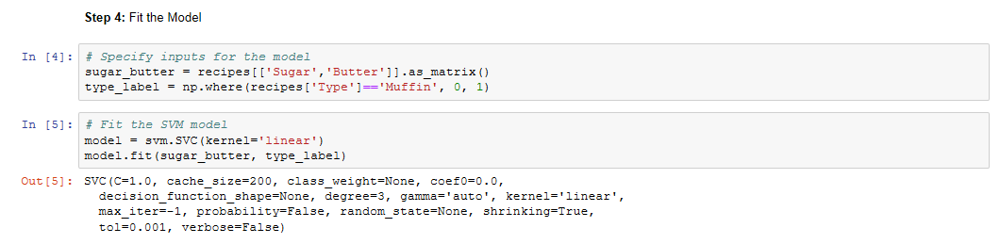 Step 4: Fit the Model
In [4]: # Specify inputs for the model
sugar_butter = recipes[['Sugar','Butter']].as_matrix()
type_label = np.where(recipes['Type']=='Muffin', 0, 1)
In [5]: # Fit the SVM model
model = svm.SVC(kernel='linear')
model.fit(sugar_butter, type_label)
Out[5]: SVC(C=1.0, cache_size=200, class_weight=None, coef0=0.0,
decision_function_shape=None, degree=3, gamma='auto', kernel='linear',
max_iter=-1, probability=False, random_state=None, shrinking=True,
tol=0.001, verbose=False)